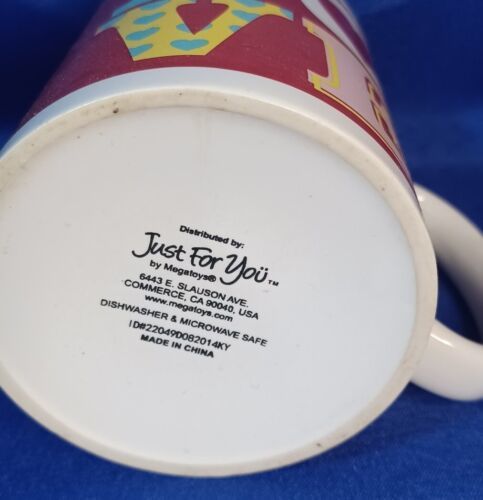 Distributed by:
Just For Yoü™
by Megatoys®
6443 E. SLAUSON AVE.
COMMERCE, CA 90040, USA
www.megatoys.com
DISHWASHER & MICROWAVE SAFE
ID#22049D082014KY
MADE IN CHINA